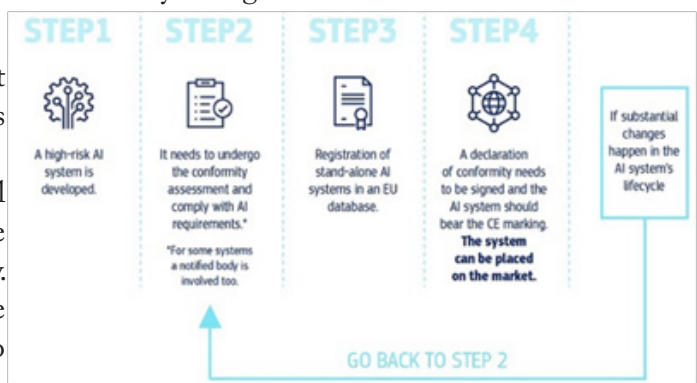 STEP1
A high-risk AI
system is
developed.
STEP2
It needs to undergo
the conformity
assessment and
comply with AI
requirements.*
*For some systems
a notified body is
involved too.
STEP3
Registration of
stand-alone AI
systems in an EU
database.
STEP4
A declaration
of conformity needs
to be signed and the
AI system should
bear the CE marking.
The system
can be placed
on the market.
If substantial
changes
happen in the
AI system's
lifecycle
GO BACK TO STEP 2